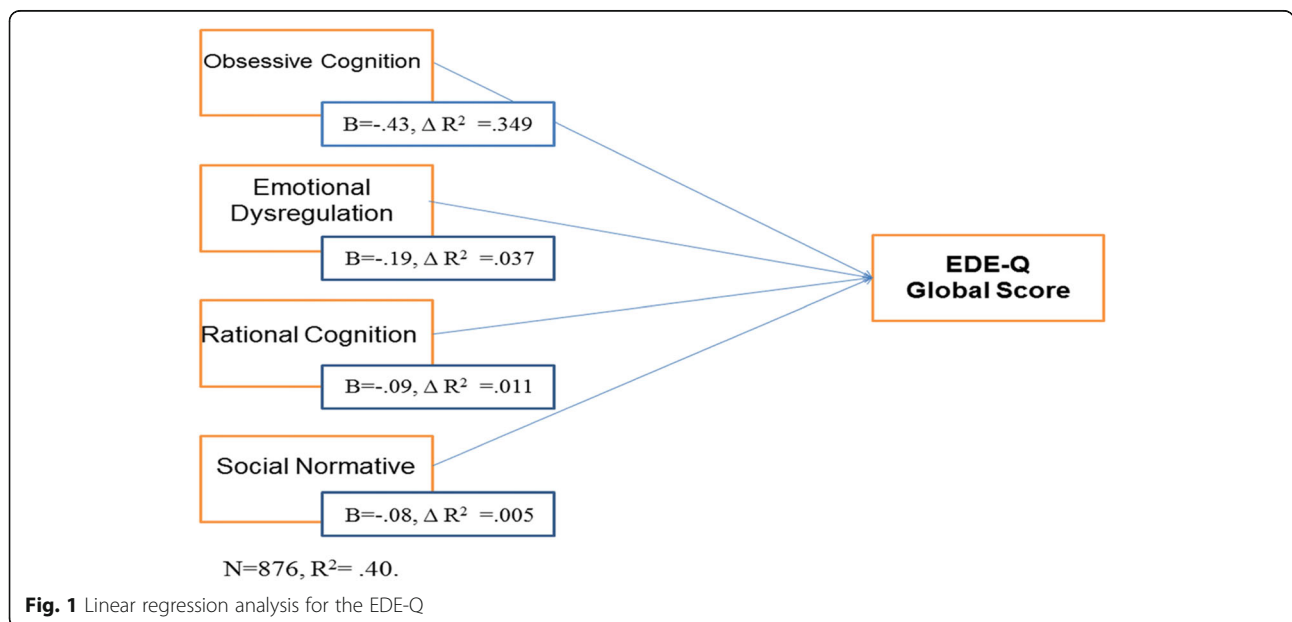 Obsessive Cognition
B=-.43, Δ R² =.349
Emotional
Dysregulation
B=-.19, Δ R² =.037
Rational Cognition
B=-.09, Δ R² =.011
Social Normative
B=-.08, Δ R² =.005
EDE-Q
Global Score
N=876, R²= .40.
Fig. 1 Linear regression analysis for the EDE-Q